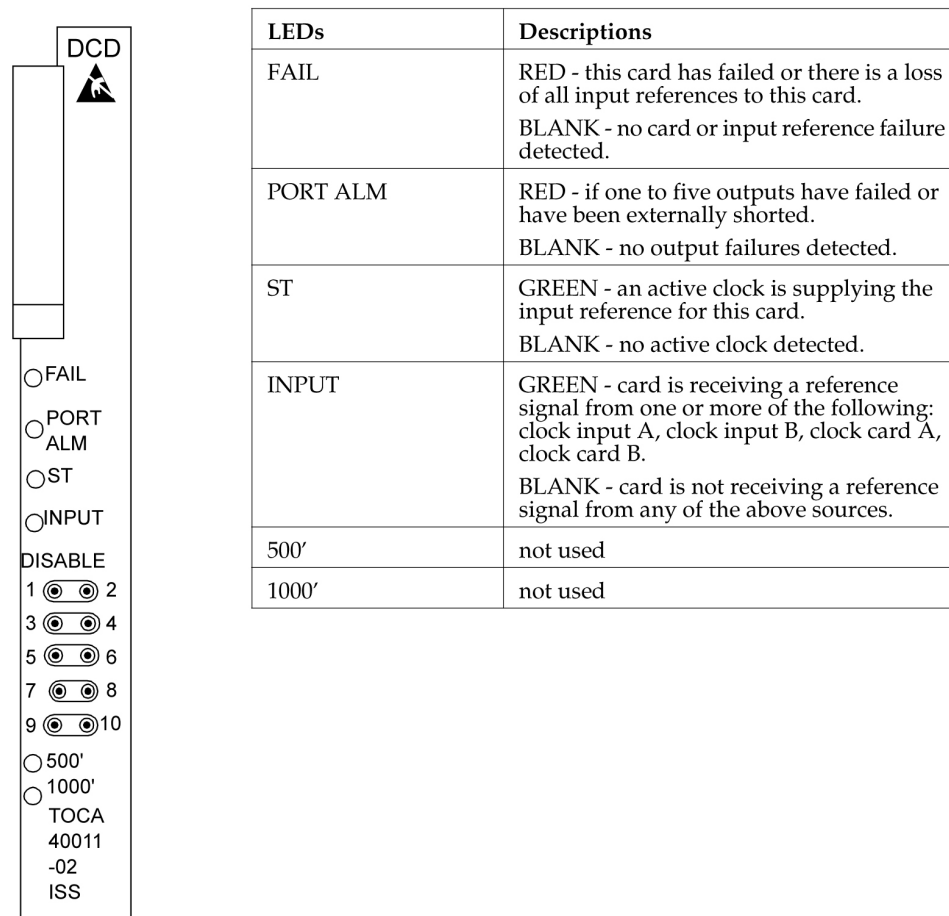 DCD
FAIL
PORT
ALM
ST
INPUT
DISABLE
1 2
3 4
5 6
7 8
9 10
500'
1000'
TOCA
40011
-02
ISS
LEDs Descriptions
FAIL RED - this card has failed or there is a loss
of all input references to this card.
BLANK - no card or input reference failure
detected.
PORT ALM RED - if one to five outputs have failed or
have been externally shorted.
BLANK - no output failures detected.
ST GREEN - an active clock is supplying the
input reference for this card.
BLANK - no active clock detected.
INPUT GREEN - card is receiving a reference
signal from one or more of the following:
clock input A, clock input B, clock card A,
clock card B.
BLANK - card is not receiving a reference
signal from any of the above sources.
500′ not used
1000′ not used